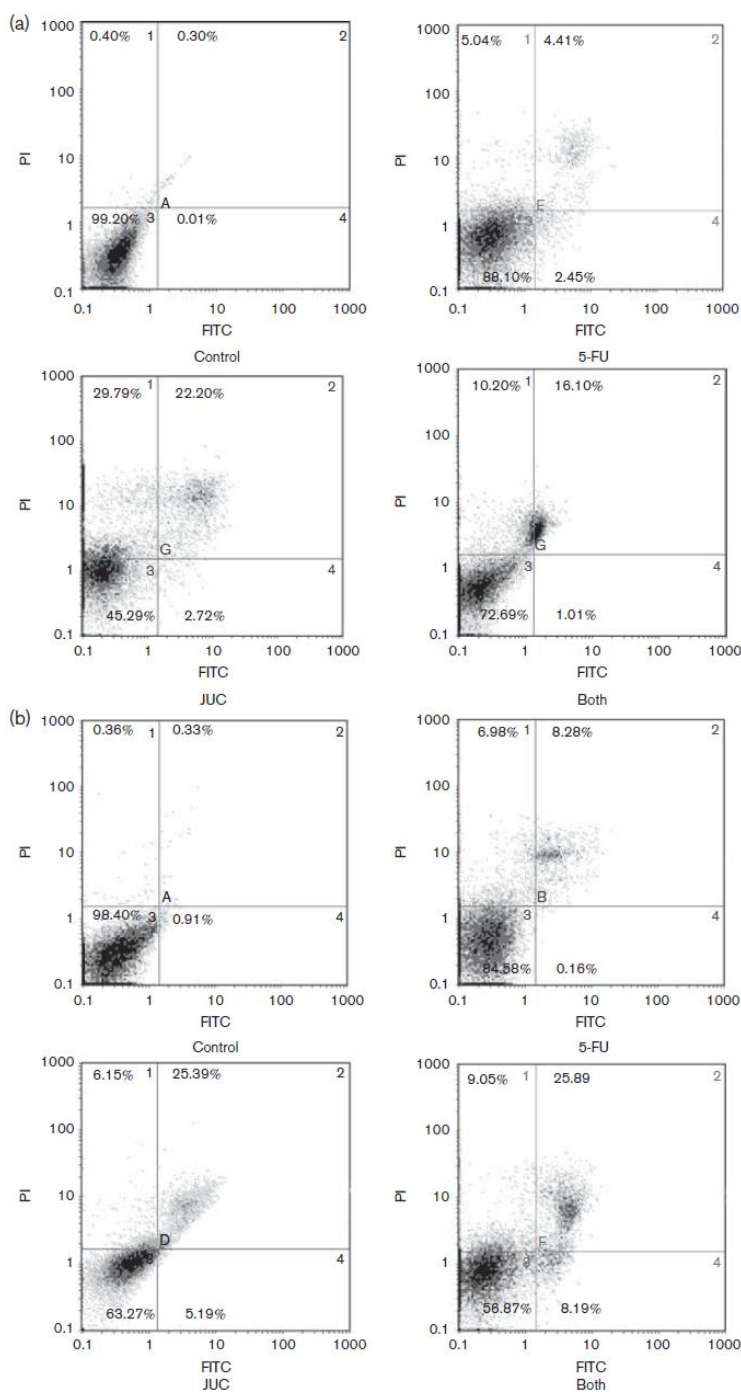 (a)
0.40% 1 0.30% 2
1000
100
10
1
0.1
PI
A
99.20% 3 0.01% 4
0.1 1 10 100 1000
FITC
Control
5.04% 1 4.41% 2
1000
100
10
1
0.1
PI
E
3 4
88.10% 2.45%
0.1 1 10 100 1000
FITC
5-FU
29.79% 1 22.20% 2
1000
100
10
1
0.1
PI
G
3 4
45.29% 2.72%
0.1 1 10 100 1000
FITC
JUC
10.20% 1 16.10% 2
1000
100
10
1
0.1
PI
G
3 4
72.69% 1.01%
0.1 1 10 100 1000
FITC
Both
(b)
0.36% 1 0.33% 2
1000
100
10
1
0.1
PI
A
98.40% 3 0.91% 4
0.1 1 10 100 1000
FITC
Control
6.98% 1 8.28% 2
1000
100
10
1
0.1
PI
B
3 4
84.58% 0.16%
0.1 1 10 100 1000
FITC
5-FU
6.15% 1 25.39% 2
1000
100
10
1
0.1
PI
D
3 4
63.27% 5.19%
0.1 1 10 100 1000
FITC
JUC
9.05% 1 25.89 2
1000
100
10
1
0.1
PI
F
3 4
56.87% 8.19%
0.1 1 10 100 1000
FITC
Both